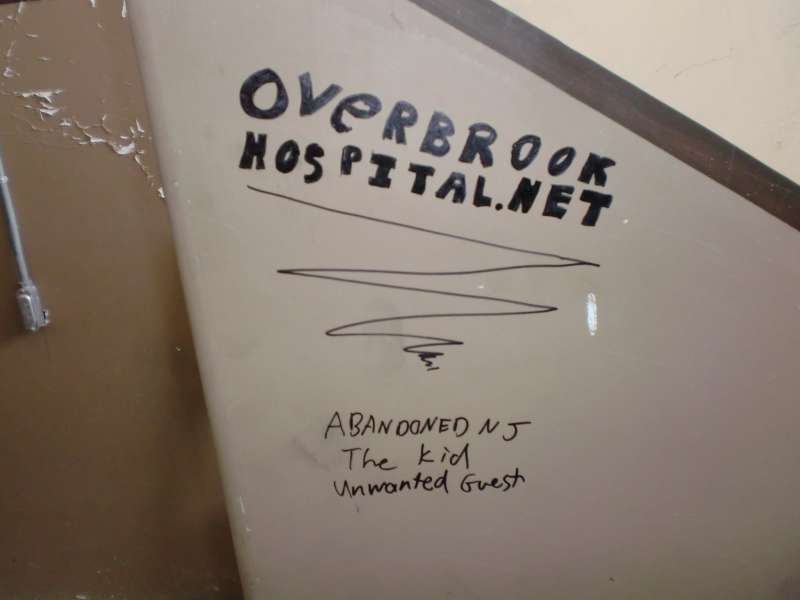 OVeRBROOK
HOSPITAL.NET
ABANDONED NJ
The Kid
Unwanted Guest